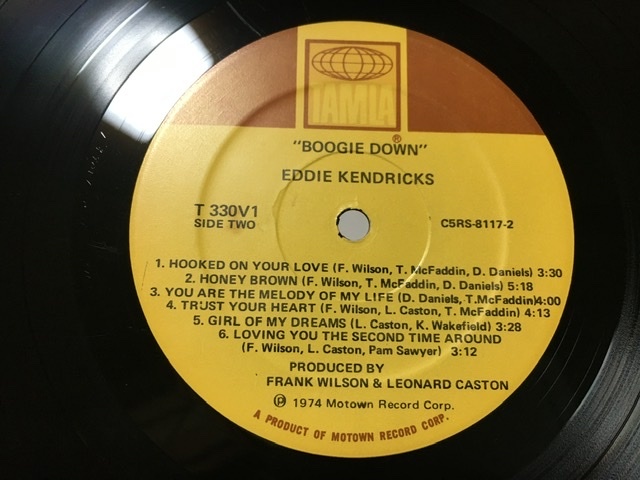 TAMLA®
"BOOGIE DOWN"
EDDIE KENDRICKS
T 330V1
SIDE TWO
C5RS-8117-2
1. HOOKED ON YOUR LOVE (F. Wilson, T. McFaddin, D. Daniels) 3:30
2. HONEY BROWN (F. Wilson, T. McFaddin, D. Daniels) 5:18
3. YOU ARE THE MELODY OF MY LIFE (D. Daniels, T.McFaddin)4:00
4. TRUST YOUR HEART (F. Wilson, L. Caston, T. McFaddin) 4:13
5. GIRL OF MY DREAMS (L. Caston, K. Wakefield) 3:28
6. LOVING YOU THE SECOND TIME AROUND
(F. Wilson, L. Caston, Pam Sawyer) 3:12
PRODUCED BY
FRANK WILSON & LEONARD CASTON
℗ 1974 Motown Record Corp.
A PRODUCT OF MOTOWN RECORD CORP.